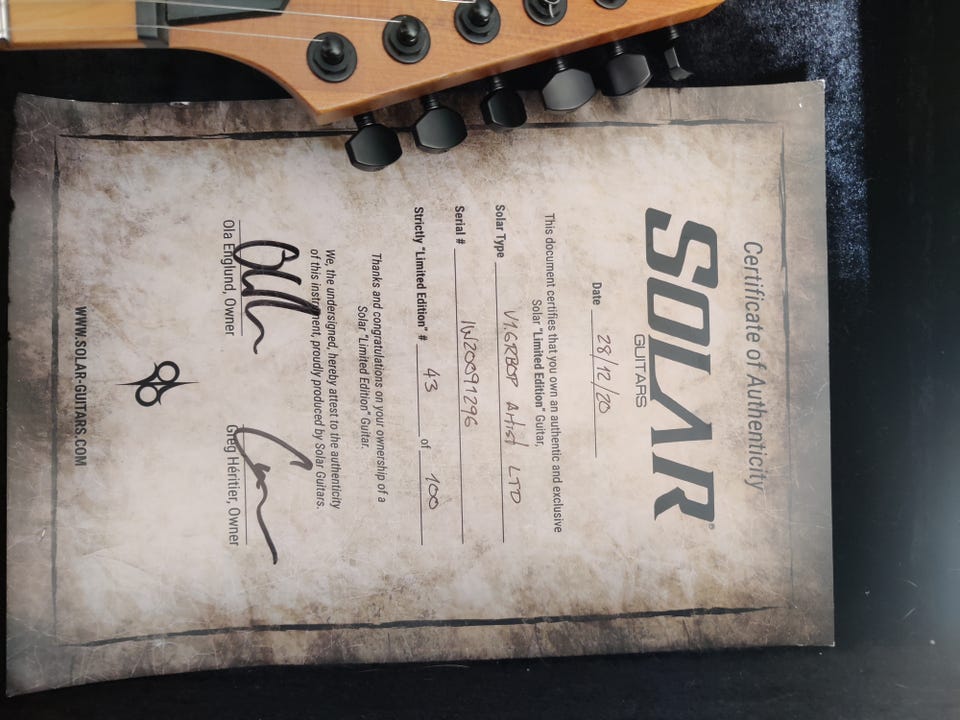 Certificate of Authenticity
SOLAR®
GUITARS
Date 28/12/20
This document certifies that you own an authentic and exclusive
Solar "Limited Edition" Guitar,
Solar Type V1.6RBOP Artist LTD
Serial # IW20091296
Strictly "Limited Edition" # 43 of 100
Thanks and congratulations on your ownership of a
Solar "Limited Edition" Guitar.
We, the undersigned, hereby attest to the authenticity
of this instrument, proudly produced by Solar Guitars.
Ola Englund, Owner
Greg Héritier, Owner
WWW.SOLAR-GUITARS.COM